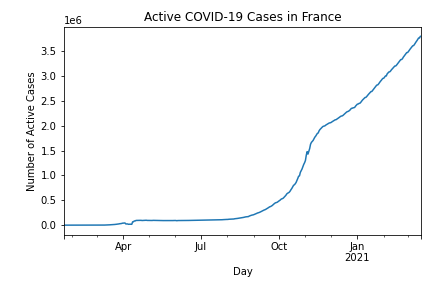 Active COVID-19 Cases in France
1e6
3.5
3.0
2.5
2.0
1.5
1.0
0.5
0.0
Number of Active Cases
Apr Jul Oct Jan
2021
Day